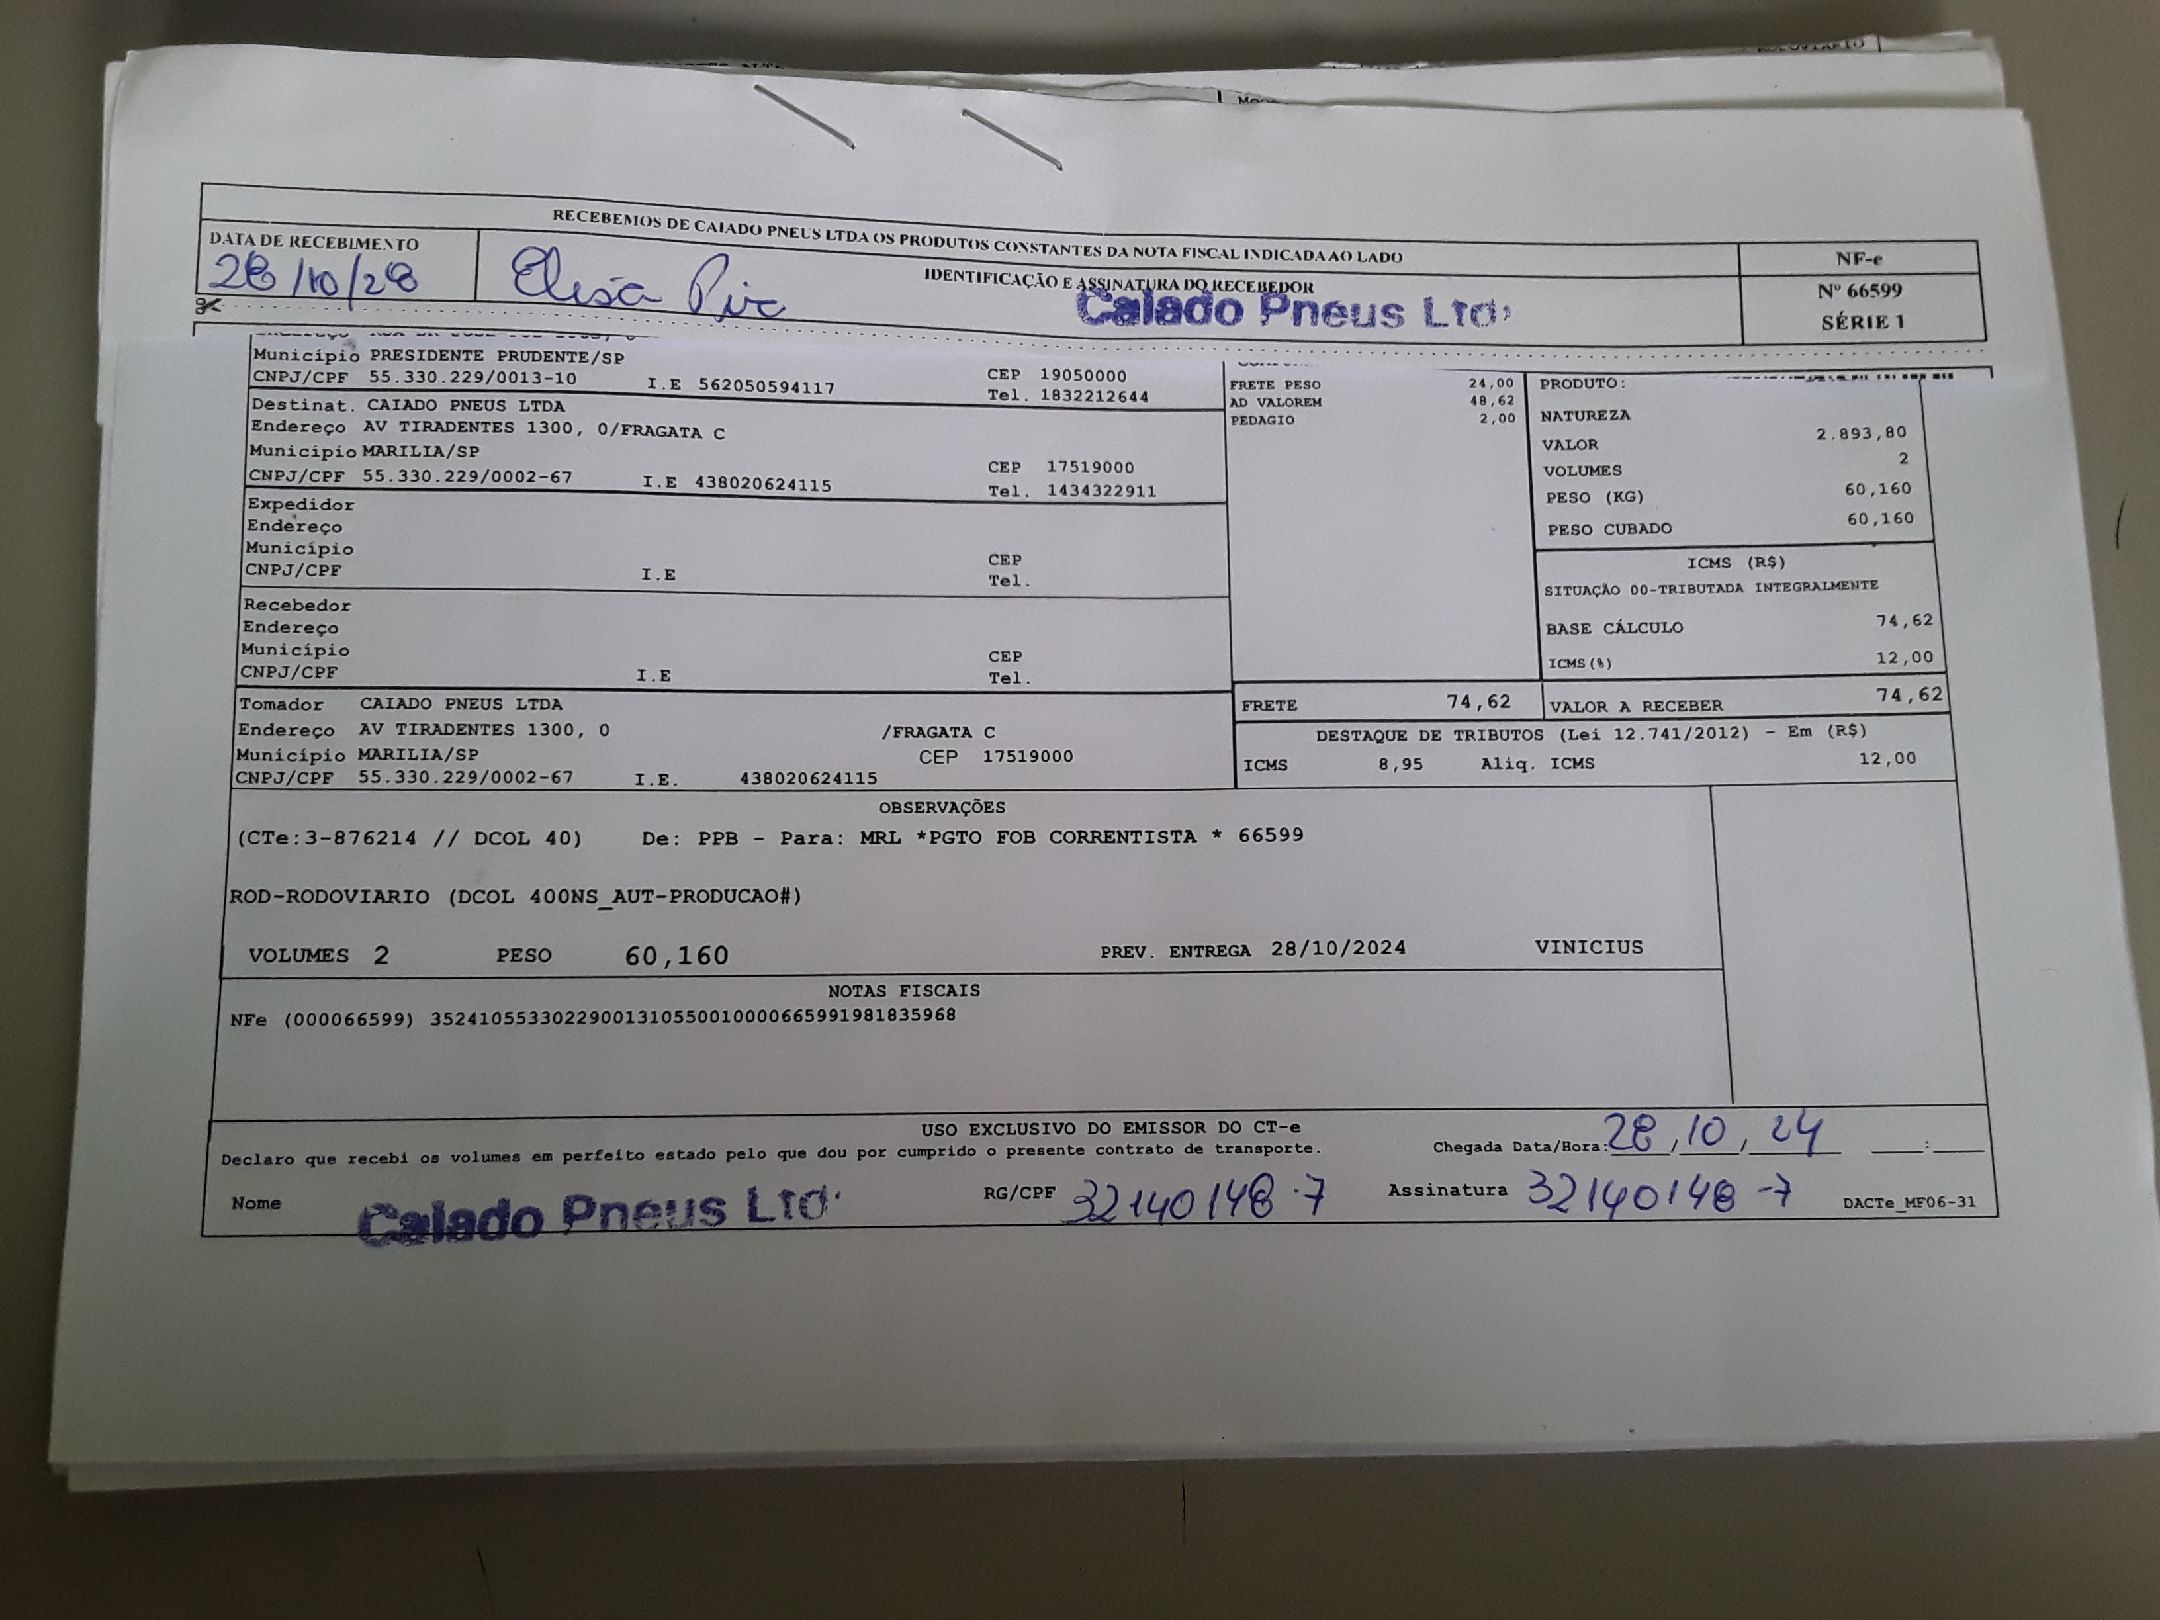 RECEBEMOS DE CAIADO PNEUS LTDA OS PRODUTOS CONSTANTES DA NOTA FISCAL INDICADA AO LADO
DATA DE RECEBIMENTO
28/10/28
Elisa
IDENTIFICAÇÃO E ASSINATURA DO RECEBEDOR
Caiado Pneus Ltd
NF-e
Nº 66599
SÉRIE 1
Município PRESIDENTE PRUDENTE/SP
CEP 19050000
CNPJ/CPF 55.330.229/0013-10 I.E 562050594117 Tel. 1832212644
Destinat. CAIADO PNEUS LTDA
Endereço AV TIRADENTES 1300, 0/FRAGATA C
Município MARILIA/SP CEP 17519000
CNPJ/CPF 55.330.229/0002-67 I.E 438020624115 Tel. 1434322911
Expedidor
Endereço
Município CEP
CNPJ/CPF I.E Tel.
Recebedor
Endereço
Município CEP
CNPJ/CPF I.E Tel.
Tomador CAIADO PNEUS LTDA
Endereço AV TIRADENTES 1300, 0 /FRAGATA C
Município MARILIA/SP CEP 17519000
CNPJ/CPF 55.330.229/0002-67 I.E. 438020624115
FRETE PESO 24,00
AD VALOREM 48,62
PEDAGIO 2,00
PRODUTO:
NATUREZA
VALOR 2.893,80
VOLUMES 2
PESO (KG) 60,160
PESO CUBADO 60,160
ICMS (R$)
SITUAÇÃO 00-TRIBUTADA INTEGRALMENTE
BASE CÁLCULO 74,62
ICMS(%) 12,00
FRETE 74,62 VALOR A RECEBER 74,62
DESTAQUE DE TRIBUTOS (Lei 12.741/2012) - Em (R$)
ICMS 8,95 Aliq. ICMS 12,00
OBSERVAÇÕES
(CTe:3-876214 // DCOL 40) De: PPB - Para: MRL *PGTO FOB CORRENTISTA * 66599
ROD-RODOVIARIO (DCOL 400NS_AUT-PRODUCAO#)
VOLUMES 2 PESO 60,160 PREV. ENTREGA 28/10/2024 VINICIUS
NOTAS FISCAIS
NFe (000066599) 35241055330229001310550010000665991981835968
USO EXCLUSIVO DO EMISSOR DO CT-e
Declaro que recebi os volumes em perfeito estado pelo que dou por cumprido o presente contrato de transporte.
Chegada Data/Hora: 28,10,24 :
Nome Caiado Pneus Ltd RG/CPF 32140148-7 Assinatura 32140148-7 DACTe_MF06-31